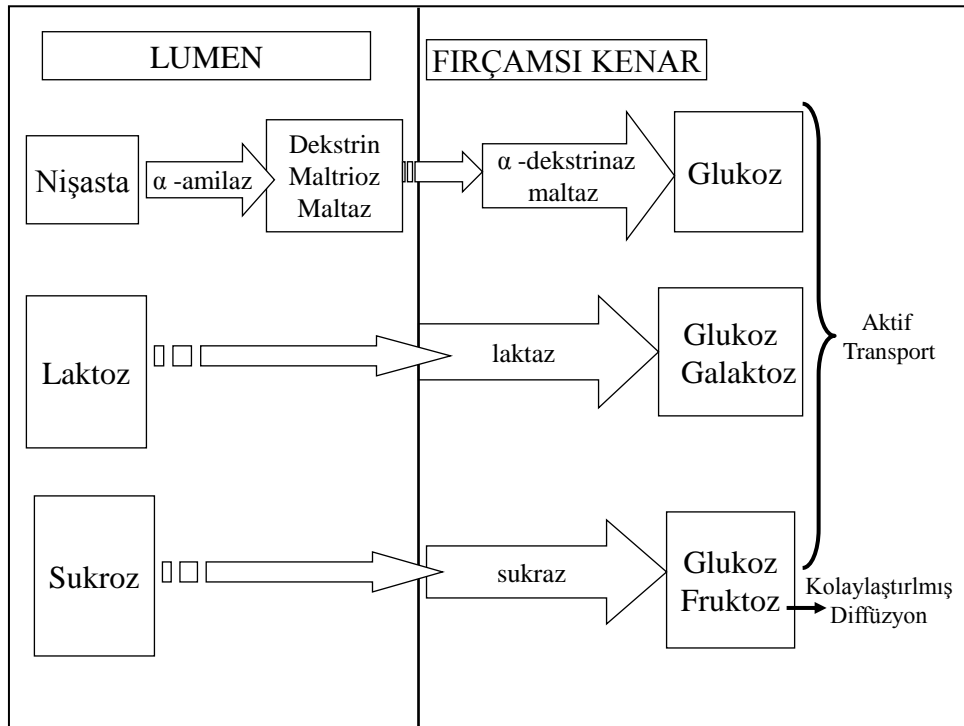 LUMEN
FIRÇAMSI KENAR
Nişasta
α -amilaz
Dekstrin
Maltrioz
Maltaz
α -dekstrinaz
maltaz
Glukoz
Laktoz
laktaz
Glukoz
Galaktoz
Aktif
Transport
Sukroz
sukraz
Glukoz
Fruktoz
Kolaylaştırlmış
Diffüzyon